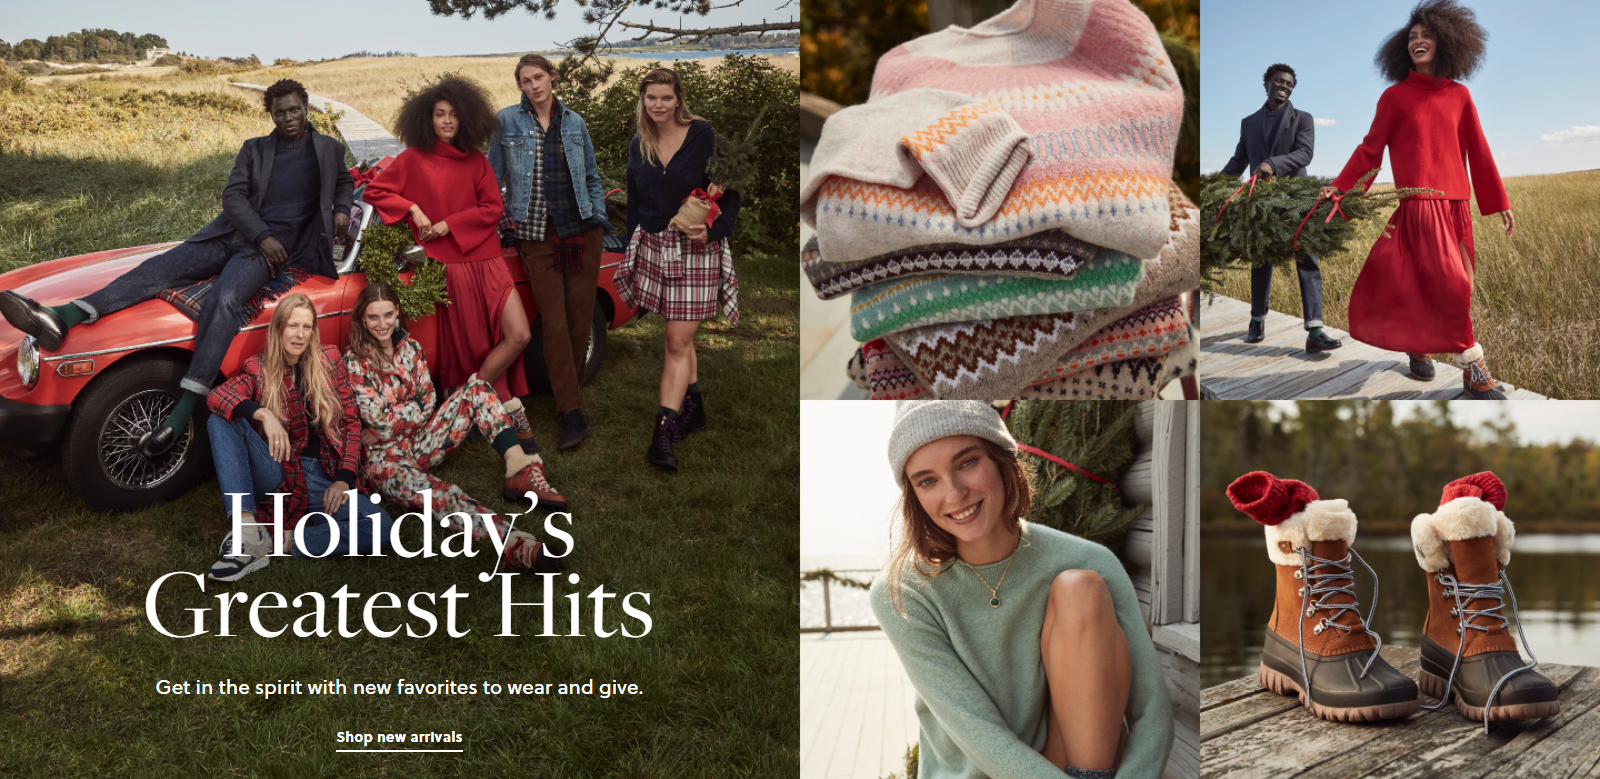 Holiday’s
Greatest Hits
Get in the spirit with new favorites to wear and give.
Shop new arrivals